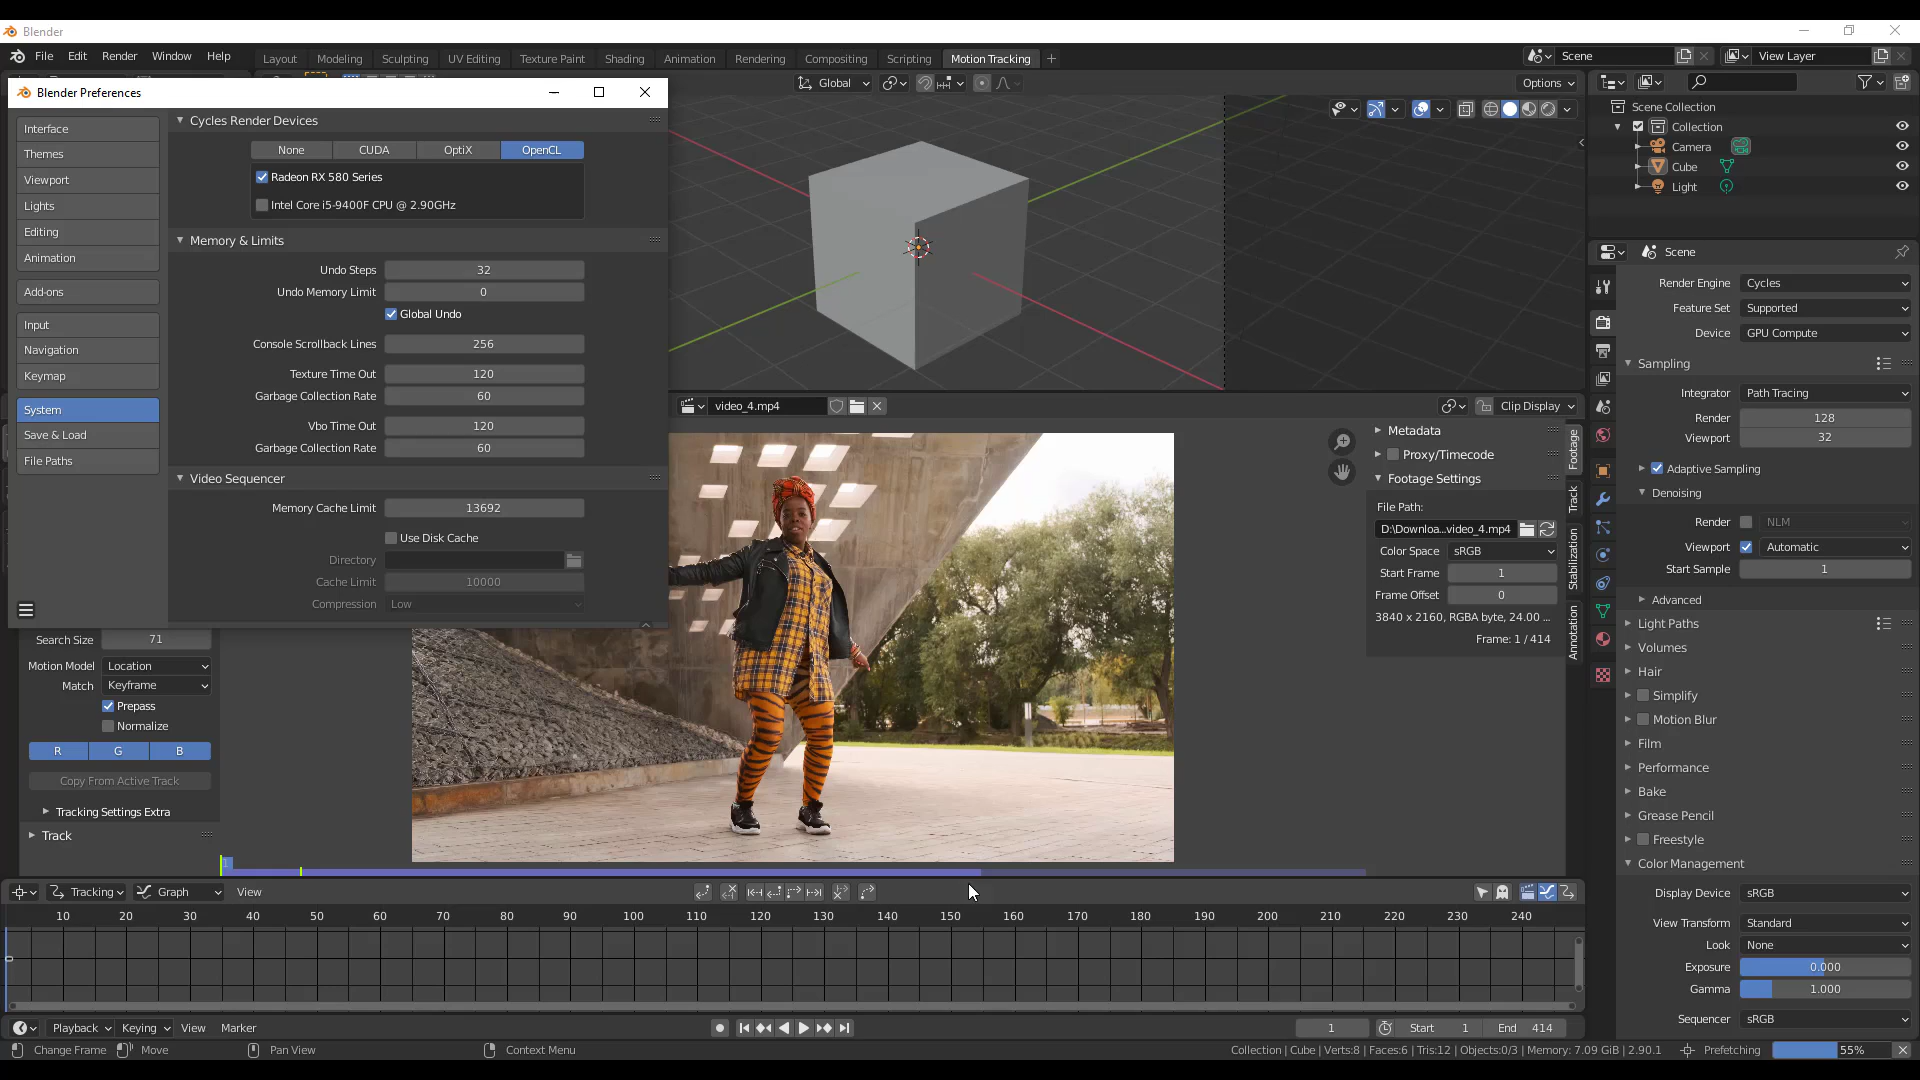 Blender
File Edit Render Window Help Layout Modeling Sculpting UV Editing Texture Paint Shading Animation Rendering Compositing Scripting Motion Tracking + Scene View Layer
Blender Preferences
Interface
Themes
Viewport
Lights
Editing
Animation
Add-ons
Input
Navigation
Keymap
System
Save & Load
File Paths
Cycles Render Devices
None CUDA OptiX OpenCL
Radeon RX 580 Series
Intel Core i5-9400F CPU @ 2.90GHz
Memory & Limits
Undo Steps 32
Undo Memory Limit 0
Global Undo
Console Scrollback Lines 256
Texture Time Out 120
Garbage Collection Rate 60
Vbo Time Out 120
Garbage Collection Rate 60
Video Sequencer
Memory Cache Limit 13692
Use Disk Cache
Directory
Cache Limit 10000
Compression Low
Global Options
video_4.mp4 Clip Display
Metadata
Proxy/Timecode
Footage Settings
File Path:
D:\Downloa...video_4.mp4
Color Space sRGB
Start Frame 1
Frame Offset 0
3840 x 2160, RGBA byte, 24.00 ...
Frame: 1 / 414
Footage
Track
Stabilization
Annotation
Search Size 71
Motion Model Location
Match Keyframe
Prepass
Normalize
R G B
Copy From Active Track
Tracking Settings Extra
Track
1
Tracking Graph View
10 20 30 40 50 60 70 80 90 100 110 120 130 140 150 160 170 180 190 200 210 220 230 240
Playback Keying View Marker 1 Start 1 End 414
Scene Collection
Collection
Camera
Cube
Light
Scene
Render Engine Cycles
Feature Set Supported
Device GPU Compute
Sampling
Integrator Path Tracing
Render 128
Viewport 32
Adaptive Sampling
Denoising
Render NLM
Viewport Automatic
Start Sample 1
Advanced
Light Paths
Volumes
Hair
Simplify
Motion Blur
Film
Performance
Bake
Grease Pencil
Freestyle
Color Management
Display Device sRGB
View Transform Standard
Look None
Exposure 0.000
Gamma 1.000
Sequencer sRGB
Change Frame Move Pan View Context Menu Collection | Cube | Verts:8 | Faces:6 | Tris:12 | Objects:0/3 | Memory: 7.09 GiB | 2.90.1 Prefetching 55%